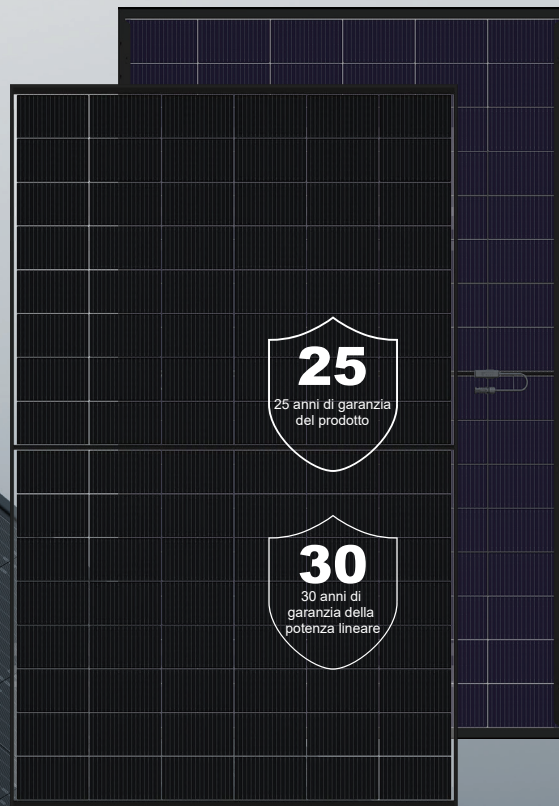 25
25 anni di garanzia
del prodotto
30
30 anni di
garanzia della
potenza lineare